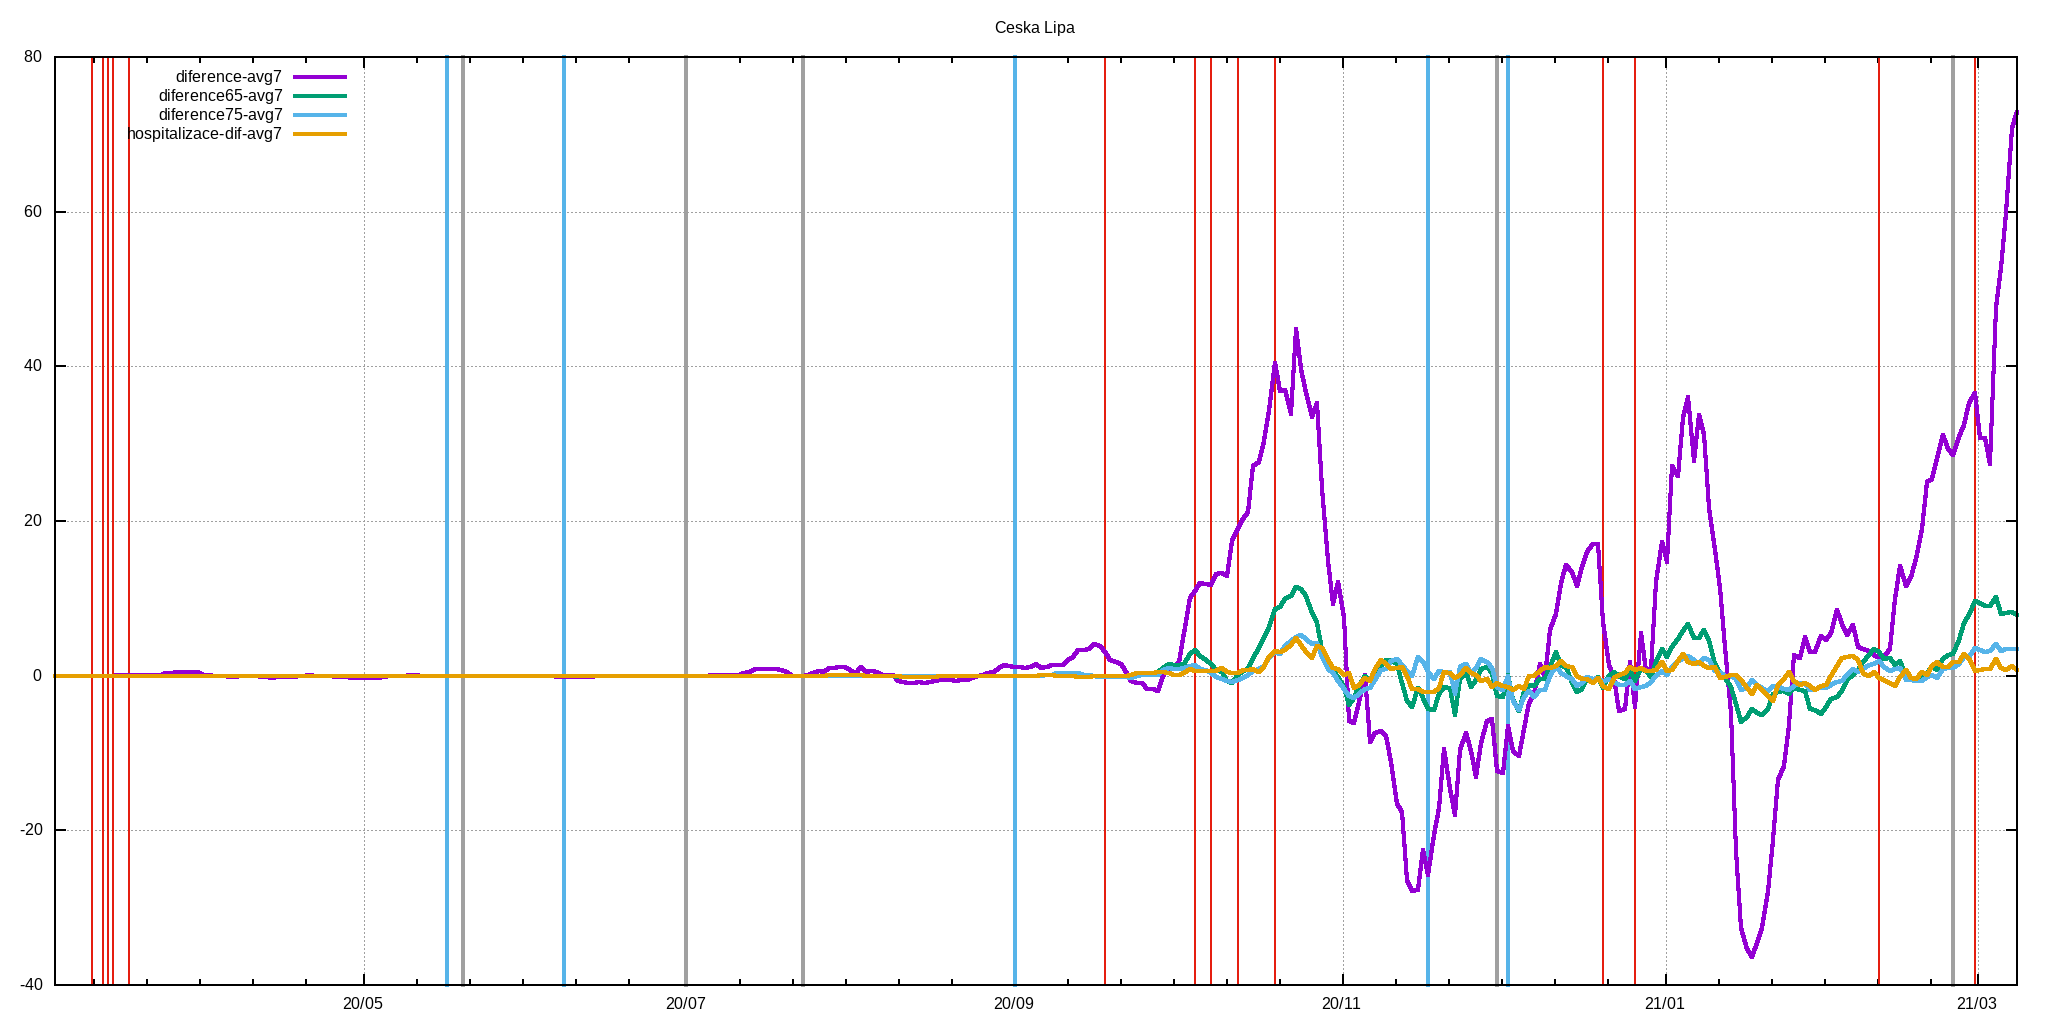 Ceska Lipa
80
60
40
20
0
-20
-40
diference-avg7
diference65-avg7
diference75-avg7
hospitalizace-dif-avg7
20/05
20/07
20/09
20/11
21/01
21/03